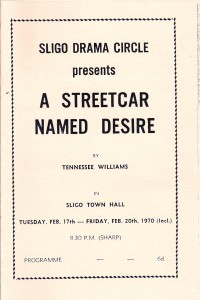 SLIGO DRAMA CIRCLE
presents
A STREETCAR
NAMED DESIRE
BY
TENNESSEE WILLIAMS
IN
SLIGO TOWN HALL
TUESDAY, FEB. 17th — FRIDAY, FEB. 20th, 1970 (Incl.)
8.30 P.M. (SHARP)
PROGRAMME — — 6d.